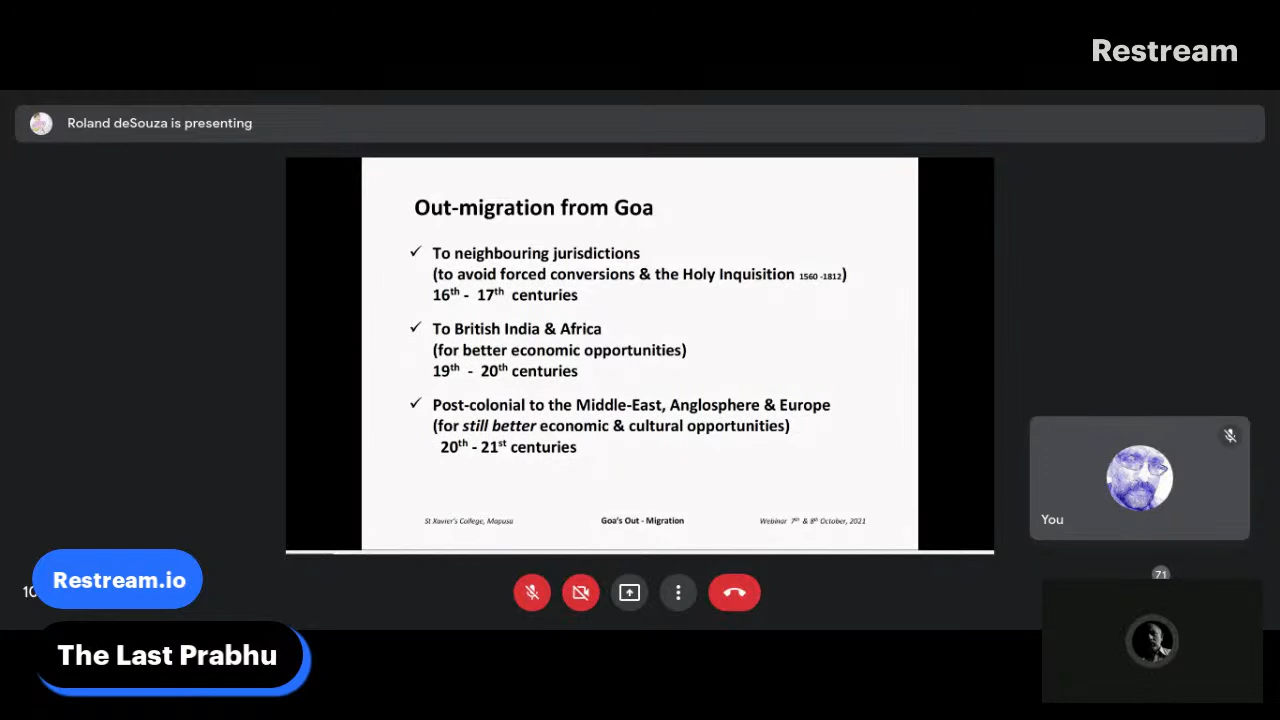 Restream
Roland deSouza is presenting
Out-migration from Goa
✓ To neighbouring jurisdictions
(to avoid forced conversions & the Holy Inquisition 1560 -1812)
16th - 17th centuries
✓ To British India & Africa
(for better economic opportunities)
19th - 20th centuries
✓ Post-colonial to the Middle-East, Anglosphere & Europe
(for still better economic & cultural opportunities)
20th - 21st centuries
St Xavier's College, Mapusa Goa's Out - Migration Webinar 7th & 8th October, 2021
You
71
10
Restream.io
The Last Prabhu